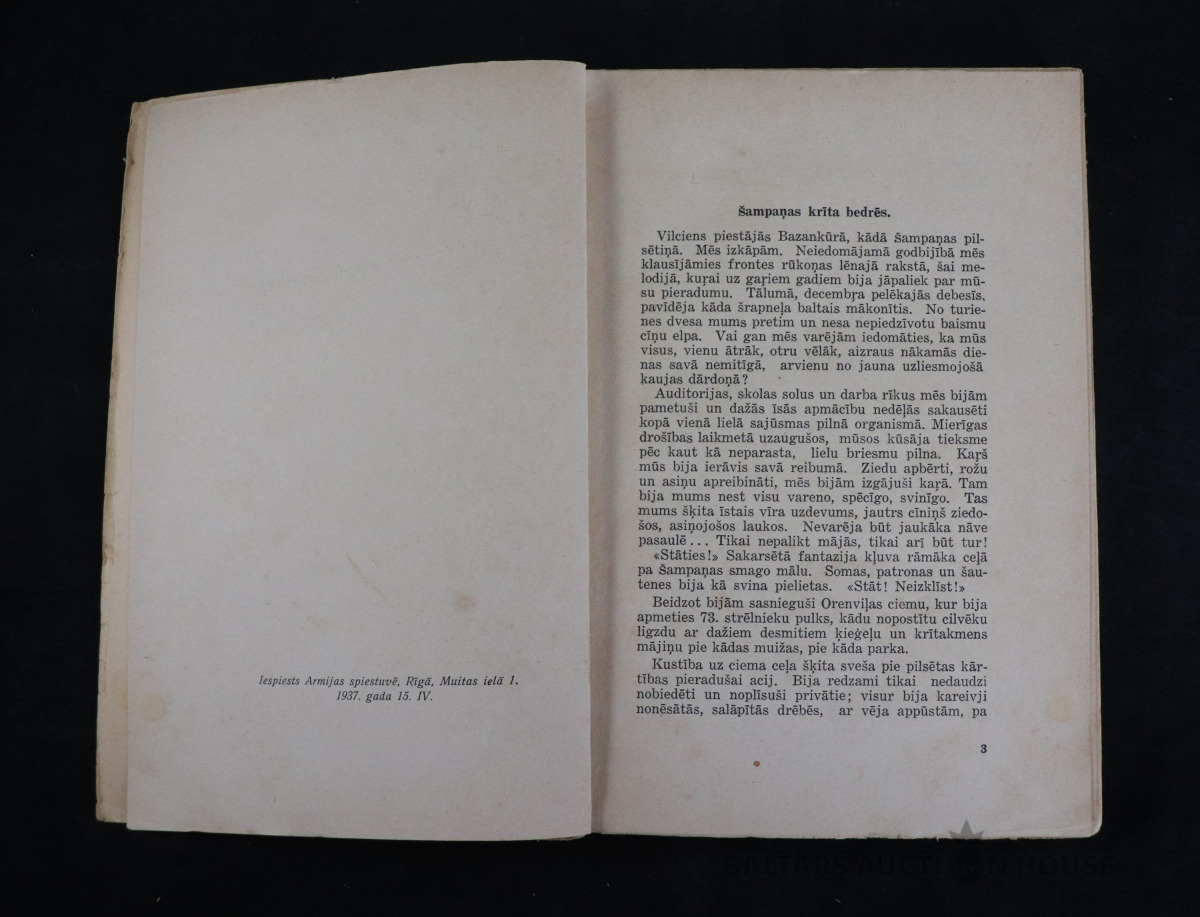 Iespiests Armijas spiestuvē, Rīgā, Muitas ielā 1.
1937. gada 15. IV.
Šampaņas krīta bedrēs.
Vilciens piestājās Bazankūrā, kādā Šampaņas pil-
sētiņā. Mēs izkāpām. Neiedomājamā godbijībā mēs
klausījāmies frontes rūkoņas lēnajā rakstā, šai me-
lodijā, kuŗai uz gaŗiem gadiem bija jāpaliek par mū-
su pieradumu. Tālumā, decembŗa pelēkajās debesīs,
pavīdēja kāda šrapneļa baltais mākonītis. No turie-
nes dvesa mums pretim un nesa nepiedzīvotu baismu
cīņu elpa. Vai gan mēs varējām iedomāties, ka mūs
visus, vienu ātrāk, otru vēlāk, aizraus nākamās die-
nas savā nemitīgā, arvienu no jauna uzliesmojošā
kaujas dārdoņā?
Auditorijas, skolas solus un darba rīkus mēs bijām
pametuši un dažās īsās apmācību nedēļās sakausēti
kopā vienā lielā sajūsmas pilnā organismā. Mierīgas
drošības laikmetā uzaugušos, mūsos kūsāja tieksme
pēc kaut kā neparasta, lielu briesmu pilna. Kaŗš
mūs bija ierāvis savā reibumā. Ziedu apbērti, rožu
un asiņu apreibināti, mēs bijām izgājuši kaŗā. Tam
bija mums nest visu vareno, spēcīgo, svinīgo. Tas
mums šķita īstais vīra uzdevums, jautrs cīniņš ziedo-
šos, asiņojošos laukos. Nevarēja būt jaukāka nāve
pasaulē... Tikai nepalikt mājās, tikai arī būt tur!
«Stāties!» Sakarsētā fantazija kļuva rāmāka ceļā
pa Šampaņas smago mālu. Somas, patronas un šau-
tenes bija kā svina pielietas. «Stāt! Neizklīst!»
Beidzot bijām sasnieguši Orenviļas ciemu, kur bija
apmeties 73. strēlnieku pulks, kādu nopostītu cilvēku
ligzdu ar dažiem desmitiem ķieģeļu un krītakmens
mājiņu pie kādas muižas, pie kāda parka.
Kustība uz ciema ceļa šķita sveša pie pilsētas kār-
tības pieradušai acij. Bija redzami tikai nedaudzi
nobiedēti un noplīsuši privātie; visur bija kareivji
nonēsātās, salāpītās drēbēs, ar vēja appūstām, pa
3
BALTARS AUCTION HOUSE